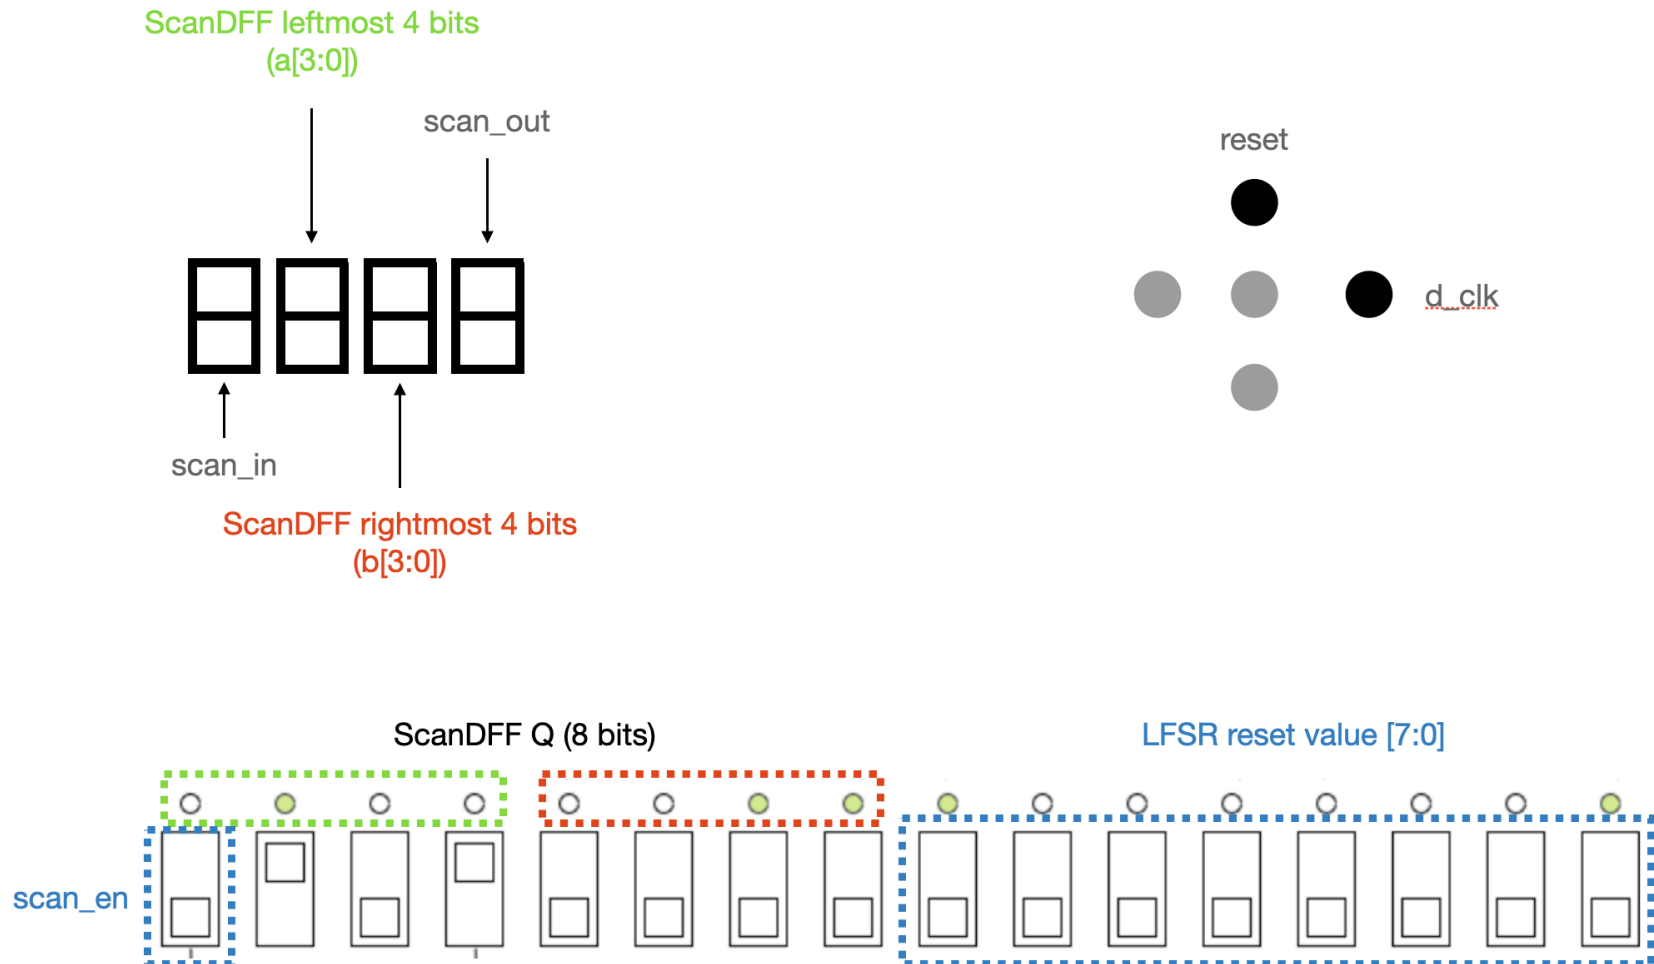 ScanDFF leftmost 4 bits
(a[3:0])
scan_out
reset
d_clk
scan_in
ScanDFF rightmost 4 bits
(b[3:0])
ScanDFF Q (8 bits)
LFSR reset value [7:0]
scan_en